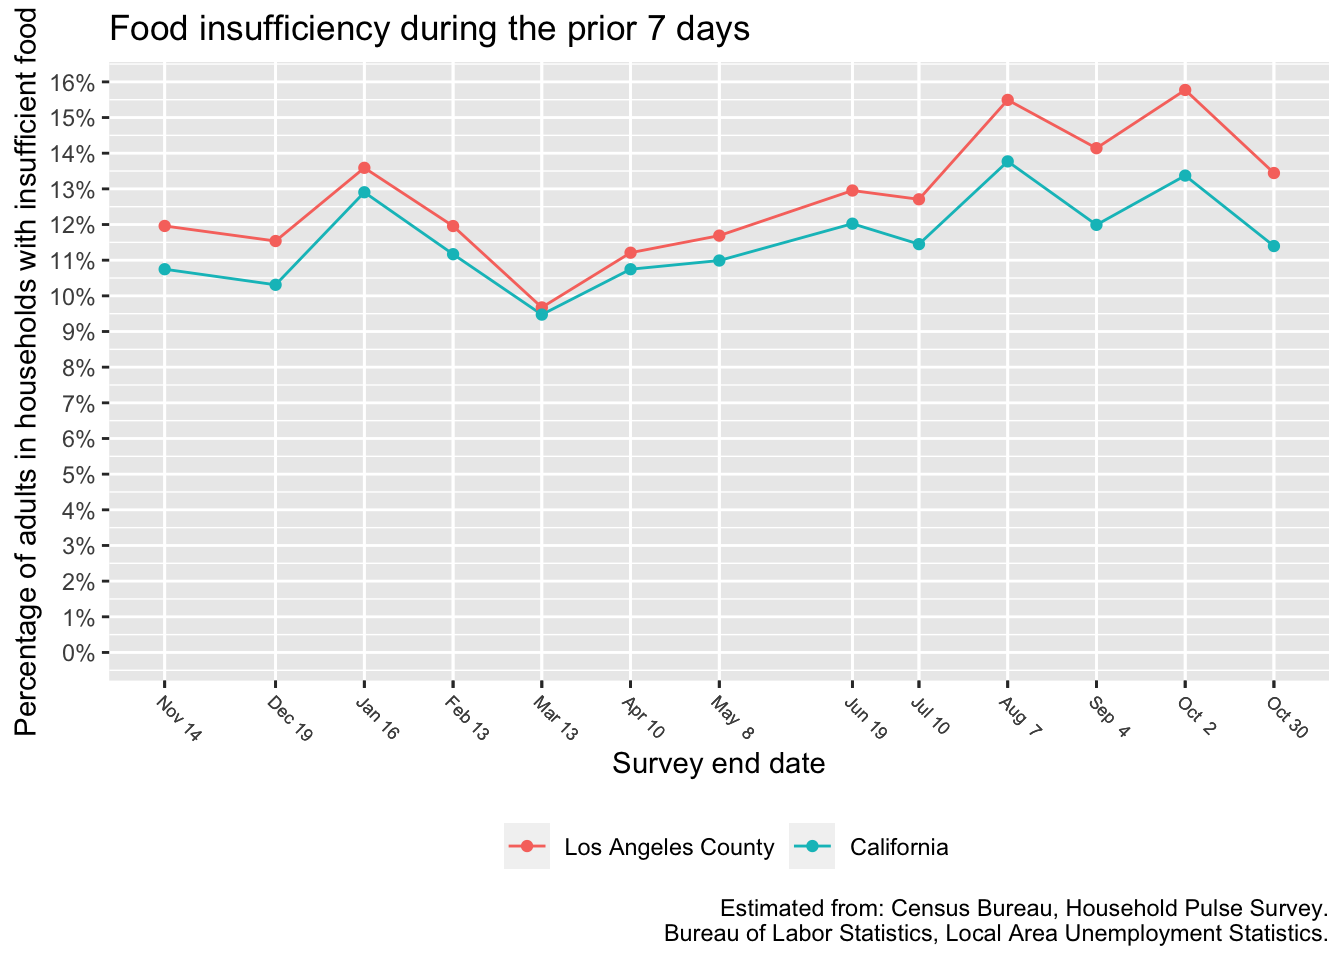 Food insufficiency during the prior 7 days
Percentage of adults in households with insufficient food
16%
15%
14%
13%
12%
11%
10%
9%
8%
7%
6%
5%
4%
3%
2%
1%
0%
Nov 14
Dec 19
Jan 16
Feb 13
Mar 13
Apr 10
May 8
Jun 19
Jul 10
Aug 7
Sep 4
Oct 2
Oct 30
Survey end date
Los Angeles County
California
Estimated from: Census Bureau, Household Pulse Survey.
Bureau of Labor Statistics, Local Area Unemployment Statistics.